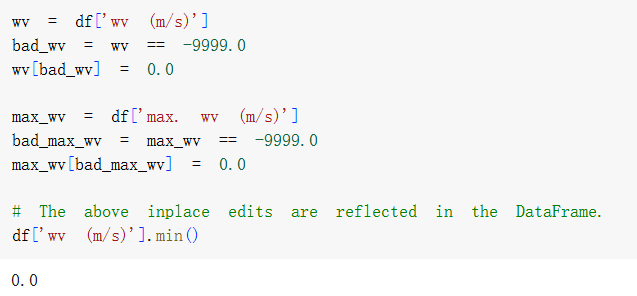 wv = df['wv (m/s)']
bad_wv = wv == -9999.0
wv[bad_wv] = 0.0
max_wv = df['max. wv (m/s)']
bad_max_wv = max_wv == -9999.0
max_wv[bad_max_wv] = 0.0
# The above inplace edits are reflected in the DataFrame.
df['wv (m/s)'].min()
0.0